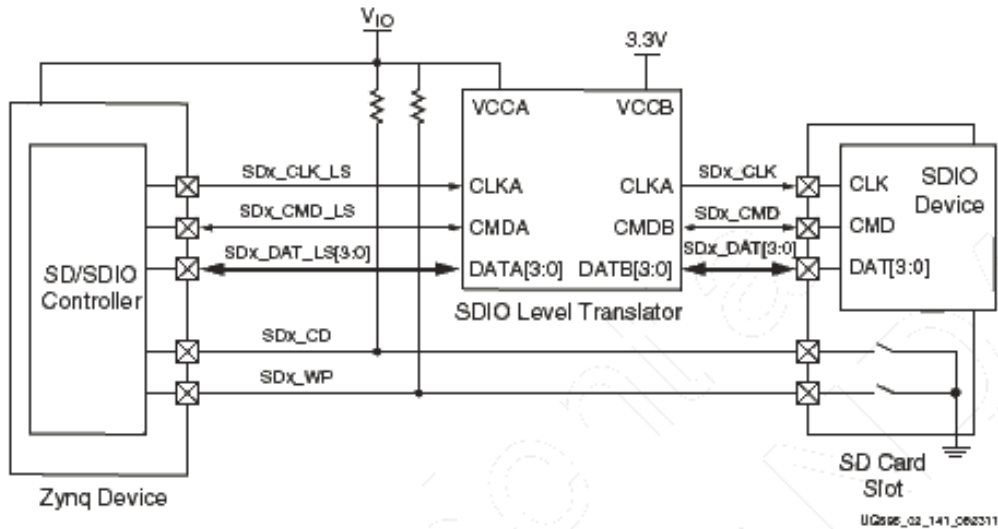 VIO
3.3V
VCCA
VCCB
SDx_CLK_LS
CLKA
CLKA
SDx_CLK
CLK
SDIO
Device
SDx_CMD_LS
CMDA
CMDB
SDx_CMD
CMD
SD/SDIO
Controller
SDx_DAT_LS[3:0]
DATA[3:0]
DATB[3:0]
SDx_DAT[3:0]
DAT[3:0]
SDIO Level Translator
SDx_CD
SDx_WP
Zynq Device
SD Card
Slot